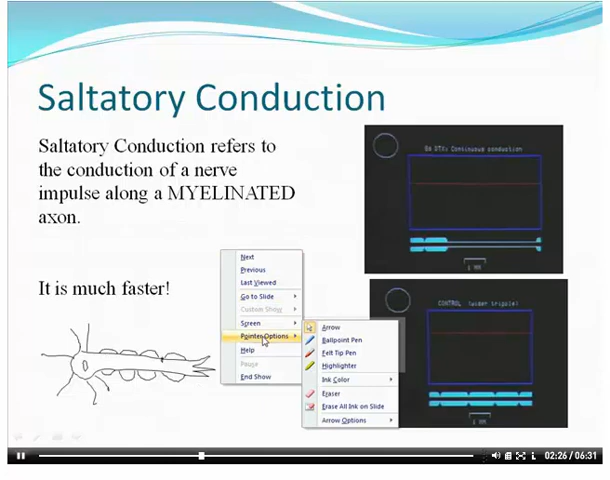 Saltatory Conduction
Saltatory Conduction refers to
the conduction of a nerve
impulse along a MYELINATED
axon.
It is much faster!
Continuous conduction
1 MM
CONTROL
1 MM
Next
Previous
Last Viewed
Go to Slide
Custom Show
Screen
Pointer Options
Help
Pause
End Show
Arrow
Ballpoint Pen
Felt Tip Pen
Highlighter
Ink Color
Eraser
Erase All Ink on Slide
Arrow Options
02:26 / 06:31